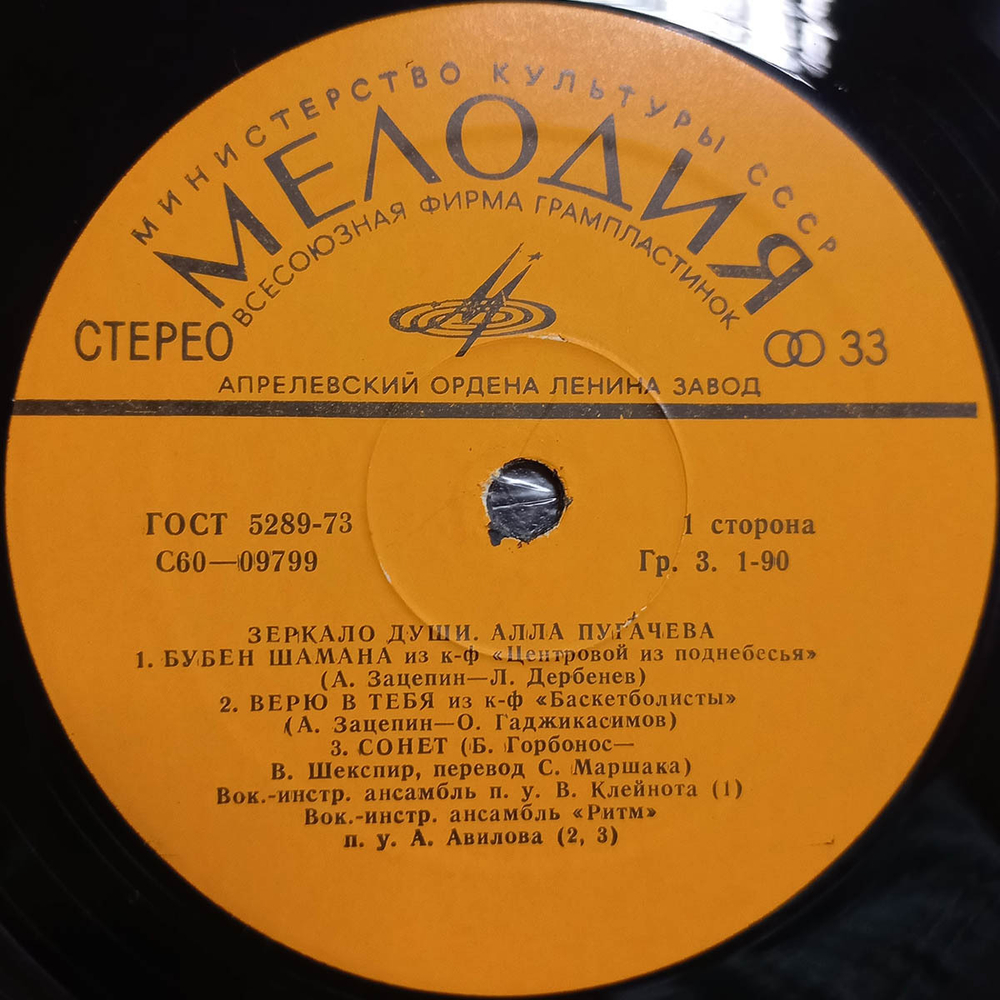 МИНИСТЕРСТВО КУЛЬТУРЫ СССР
МЕЛОДИЯ
ВСЕСОЮЗНАЯ ФИРМА ГРАМПЛАСТИНОК
СТЕРЕО
33
АПРЕЛЕВСКИЙ ОРДЕНА ЛЕНИНА ЗАВОД
ГОСТ 5289-73
1 сторона
С60—09799
Гр. 3. 1-90
ЗЕРКАЛО ДУШИ. АЛЛА ПУГАЧЕВА
1. БУБЕН ШАМАНА из к-ф «Центровой из поднебесья»
(А. Зацепин—Л. Дербенев)
2. ВЕРЮ В ТЕБЯ из к-ф «Баскетболисты»
(А. Зацепин—О. Гаджикасимов)
3. СОНЕТ (Б. Горбонос—
В. Шекспир, перевод С. Маршака)
Вок.-инстр. ансамбль п. у. В. Клейнота (1)
Вок.-инстр. ансамбль «Ритм»
п. у. А. Авилова (2, 3)